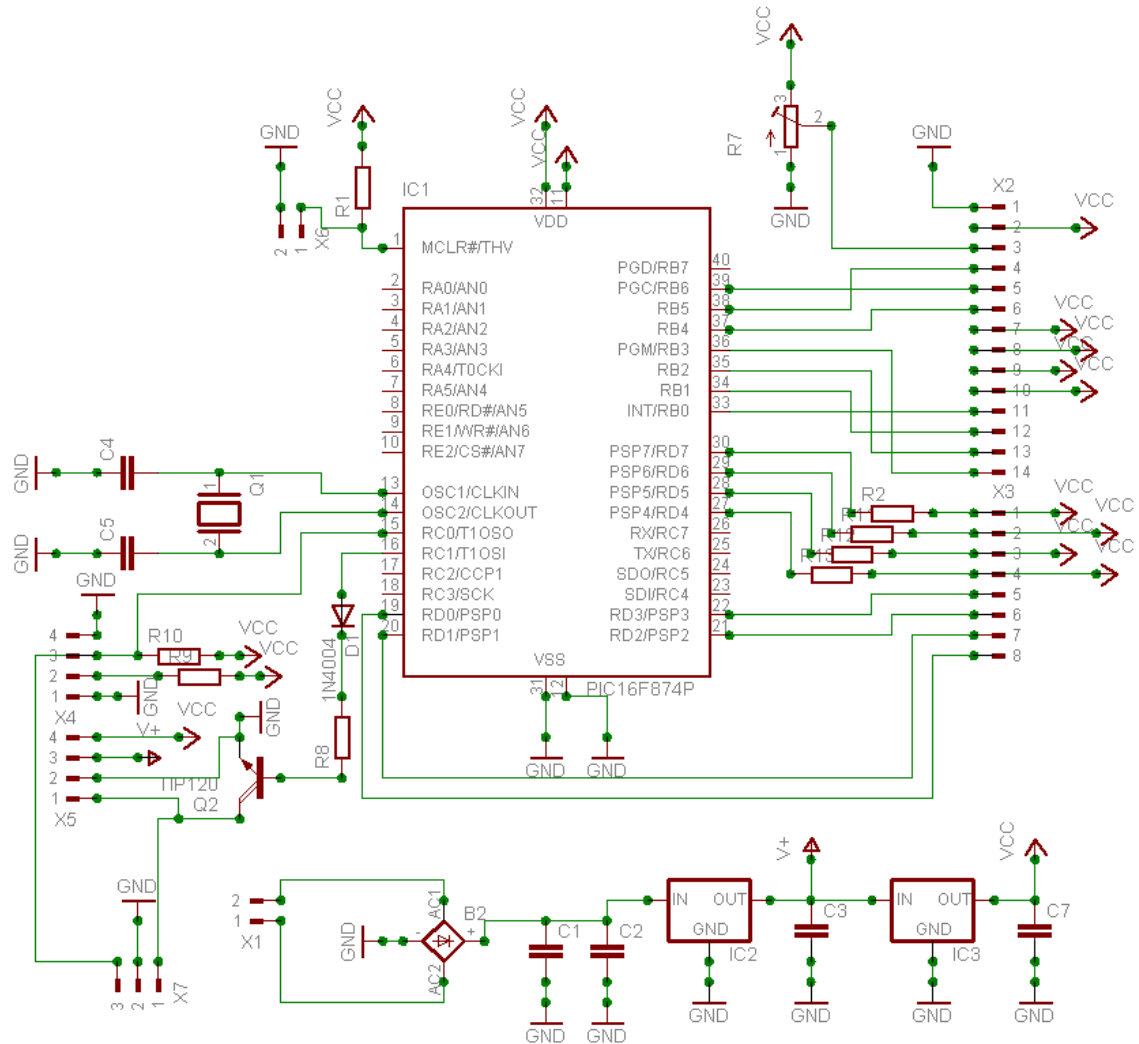 VCC
VCC
VCC
GND
R1
IC1
32
11
VDD
3
2
1
R7
GND
GND
X2
VCC
2
1
X6
1 MCLR#/THV
2 RA0/AN0
3 RA1/AN1
4 RA2/AN2
5 RA3/AN3
6 RA4/T0CKI
7 RA5/AN4
8 RE0/RD#/AN5
9 RE1/WR#/AN6
10 RE2/CS#/AN7
13 OSC1/CLKIN
14 OSC2/CLKOUT
15 RC0/T1OSO
16 RC1/T1OSI
17 RC2/CCP1
18 RC3/SCK
19 RD0/PSP0
20 RD1/PSP1
PGD/RB7 40
PGC/RB6 39
RB5 38
RB4 37
PGM/RB3 36
RB2 35
RB1 34
INT/RB0 33
PSP7/RD7 30
PSP6/RD6 29
PSP5/RD5 28
PSP4/RD4 27
RX/RC7 26
TX/RC6 25
SDO/RC5 24
SDI/RC4 23
RD3/PSP3 22
RD2/PSP2 21
VSS
31
12
PIC16F874P
GND
GND
1
2
3
4
5
6
7
8
9
10
11
12
13
14
VCC
VCC
VCC
VCC
X3
1
2
3
4
5
6
7
8
VCC
VCC
VCC
VCC
R2
R12
R13
GND
C4
1
Q1
2
GND
C5
GND
4
3
2
1
X4
R10
R9
VCC
VCC
GND
D1
1N4004
R8
VCC
V+
GND
4
3
2
1
X5
TIP120
Q2
GND
3
2
1
X7
2
1
X1
AC1
AC2
B2
-
+
GND
C1
C2
GND
GND
IN OUT
GND
IC2
GND
V+
C3
GND
IN OUT
GND
IC3
GND
VCC
C7
GND